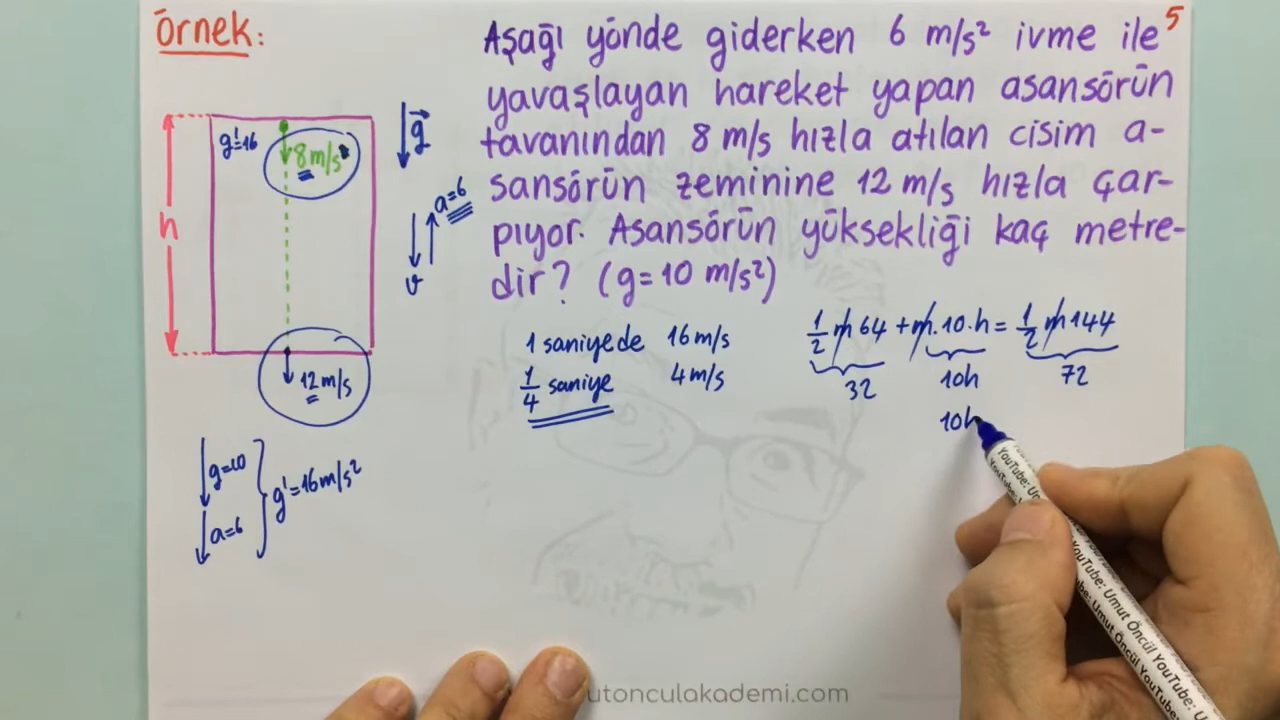 Örnek:
5
Aşağı yönde giderken 6 m/s² ivme ile
yavaşlayan hareket yapan asansörün
tavanından 8 m/s hızla atılan cisim a-
sansörün zeminine 12 m/s hızla çar-
pıyor. Asansörün yüksekliği kaç metre-
dir? (g=10 m/s²)
g'=16
8 m/s
g
h
a=6
v
12 m/s
g=10
a=6
g'=16 m/s²
1 saniyede 16 m/s
1/4 saniye 4 m/s
1/2 m 64 + m.10.h = 1/2 m 144
32 10h 72
10h
YouTube: Umut Öncül YouTube:
utonculakademi.com